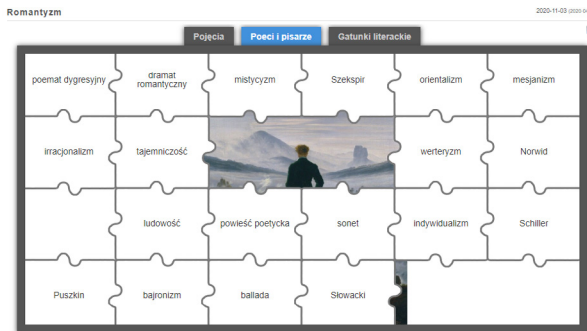 Romantyzm
2020-11-03
Pojęcia Poeci i pisarze Gatunki literackie
poemat dygresyjny
dramat
romantyczny
mistycyzm
Szekspir
orientalizm
mesjanizm
irracjonalizm
tajemniczość
werteryzm
Norwid
ludowość
powieść poetycka
sonet
indywidualizm
Schiller
Puszkin
bajronizm
ballada
Słowacki